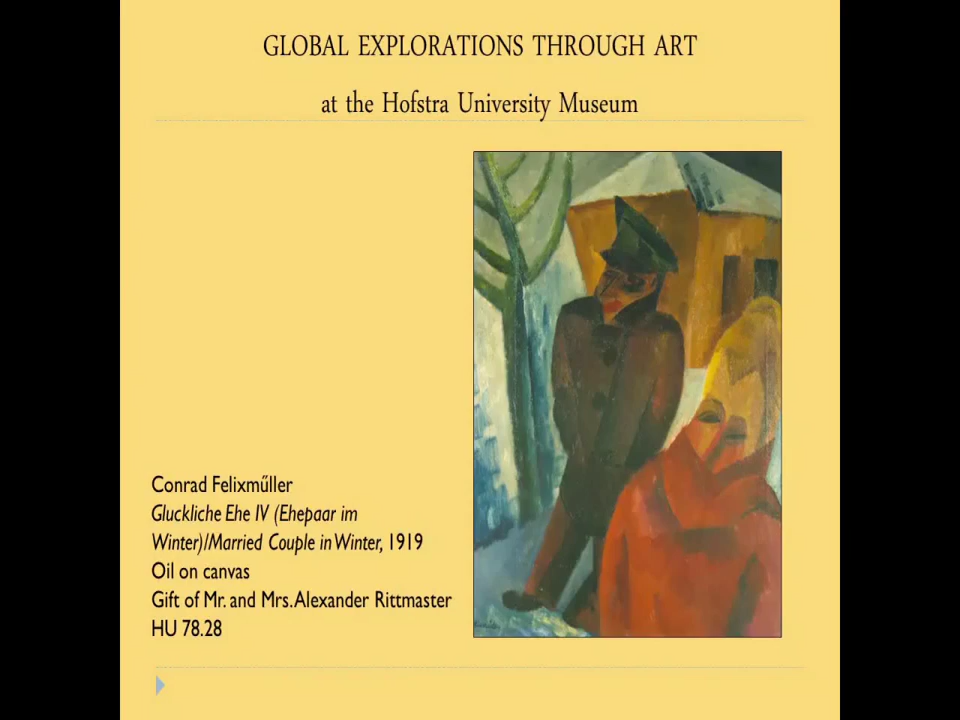 GLOBAL EXPLORATIONS THROUGH ART
at the Hofstra University Museum
Conrad Felixműller
Gluckliche Ehe IV (Ehepaar im
Winter)/Married Couple in Winter, 1919
Oil on canvas
Gift of Mr. and Mrs. Alexander Rittmaster
HU 78.28